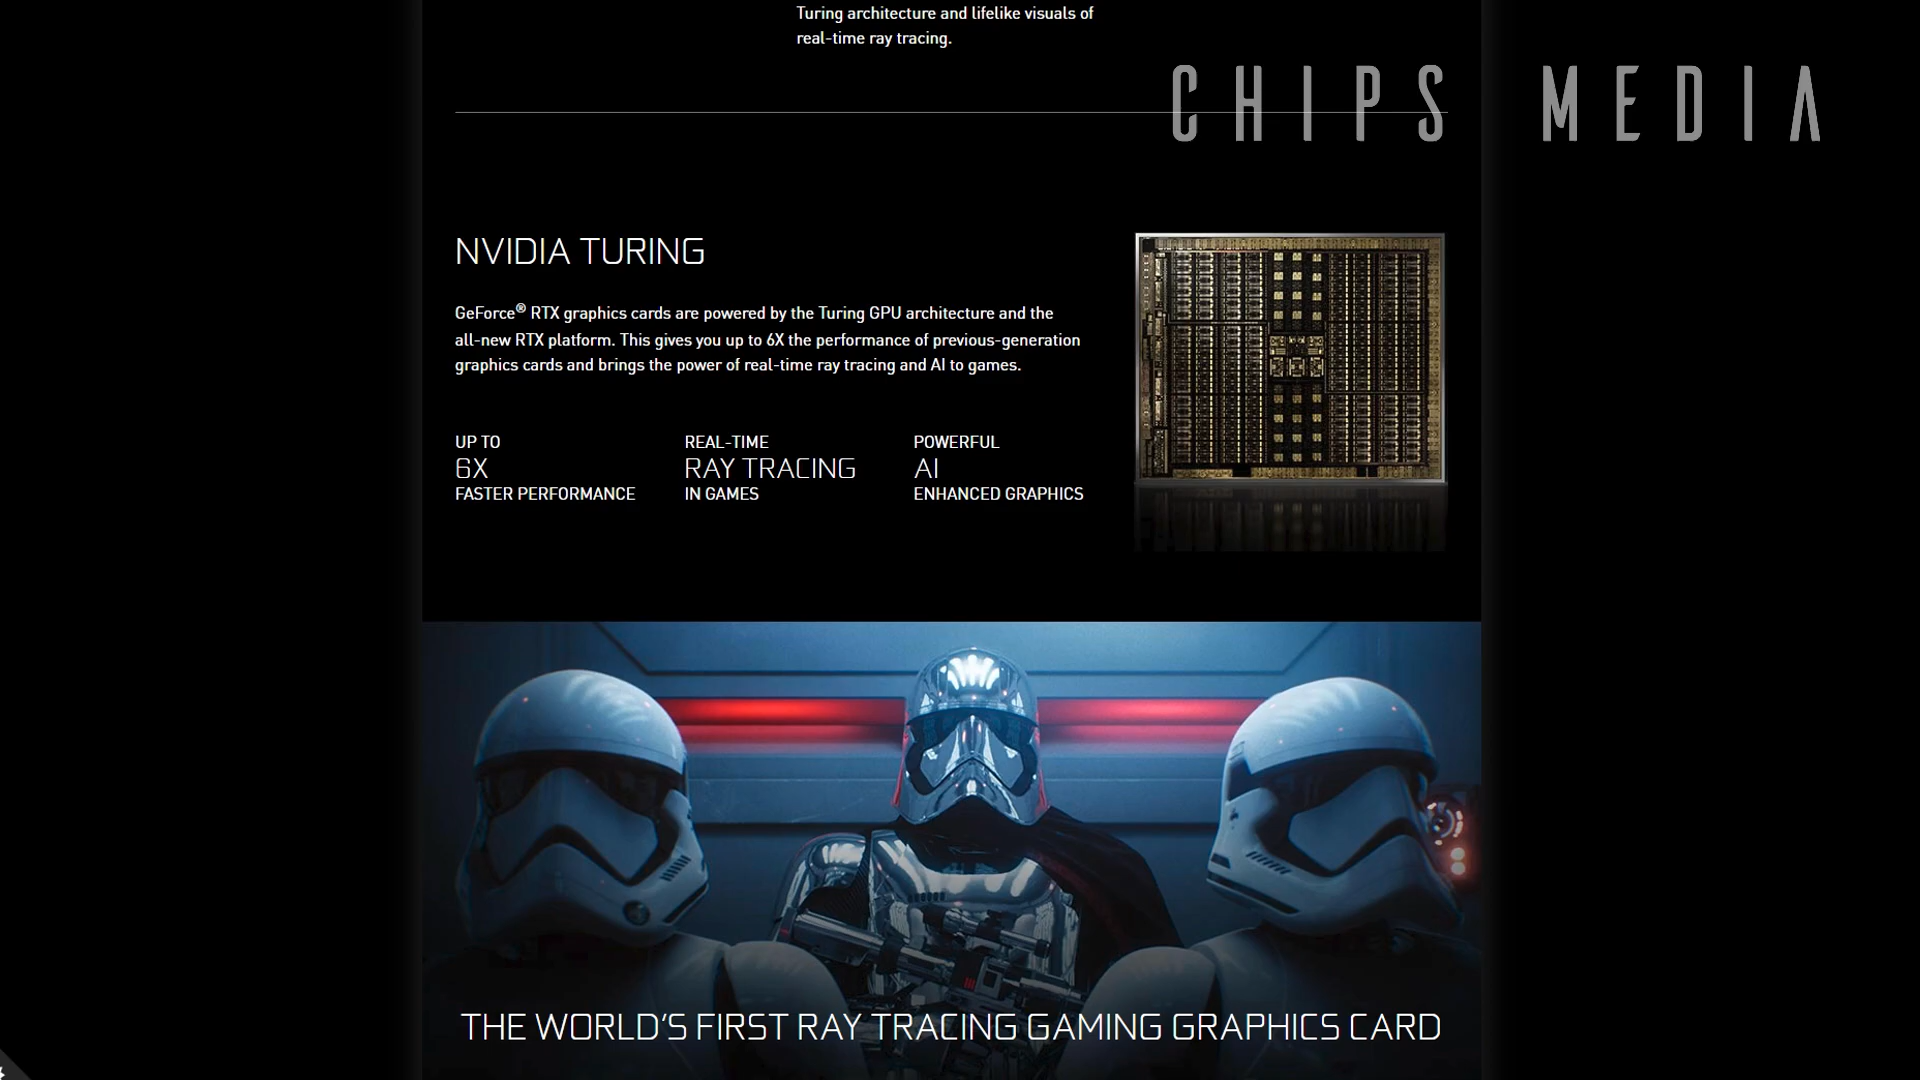 Turing architecture and lifelike visuals of
real-time ray tracing.
CHIPS MEDIA
NVIDIA TURING
GeForce® RTX graphics cards are powered by the Turing GPU architecture and the
all-new RTX platform. This gives you up to 6X the performance of previous-generation
graphics cards and brings the power of real-time ray tracing and AI to games.
UP TO
6X
FASTER PERFORMANCE
REAL-TIME
RAY TRACING
IN GAMES
POWERFUL
AI
ENHANCED GRAPHICS
THE WORLD'S FIRST RAY TRACING GAMING GRAPHICS CARD